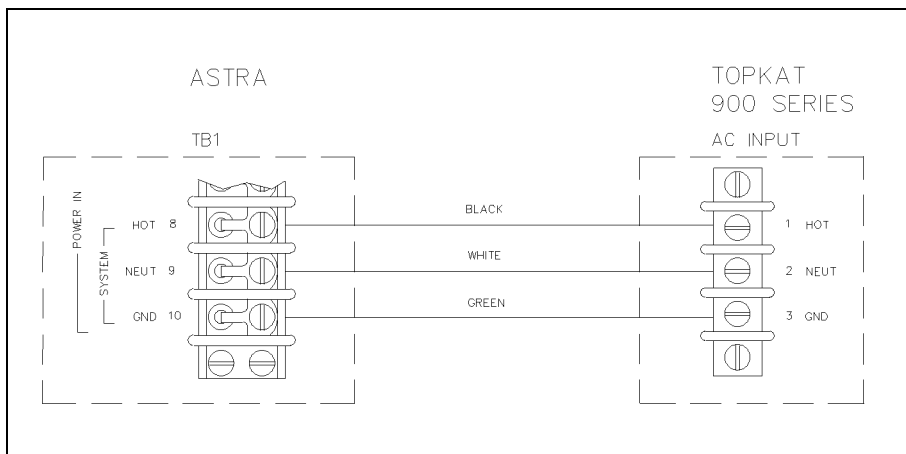 ASTRA
TOPKAT
900 SERIES
TB1
AC INPUT
POWER IN
SYSTEM
HOT 8
BLACK
1 HOT
NEUT 9
WHITE
2 NEUT
GND 10
GREEN
3 GND